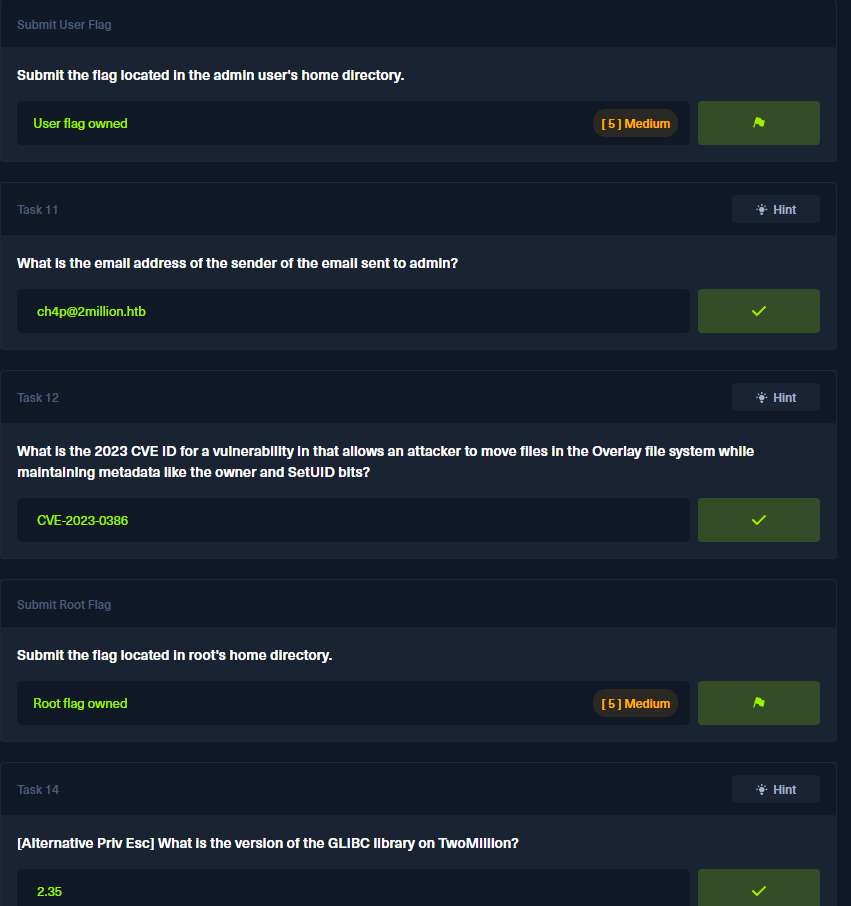 Submit User Flag
Submit the flag located in the admin user's home directory.
User flag owned
[ 5 ] Medium
Task 11
Hint
What is the email address of the sender of the email sent to admin?
ch4p@2million.htb
Task 12
Hint
What is the 2023 CVE ID for a vulnerability in that allows an attacker to move files in the Overlay file system while
maintaining metadata like the owner and SetUID bits?
CVE-2023-0386
Submit Root Flag
Submit the flag located in root's home directory.
Root flag owned
[ 5 ] Medium
Task 14
Hint
[Alternative Priv Esc] What is the version of the GLIBC library on TwoMillion?
2.35